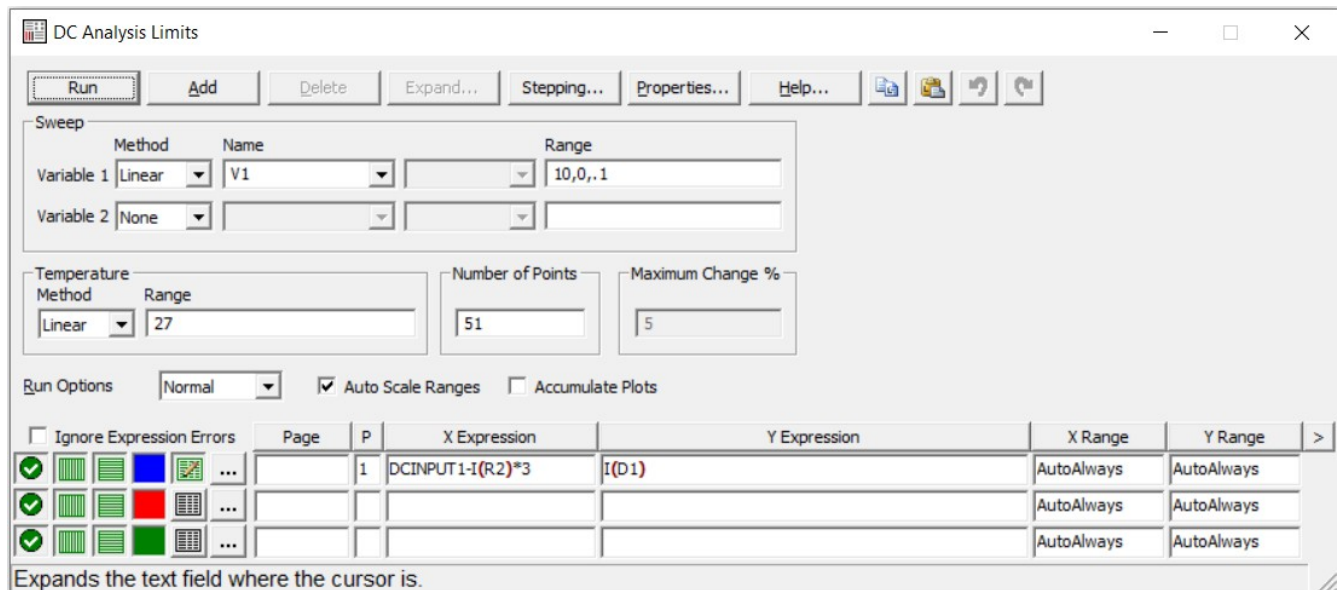 DC Analysis Limits
Run Add Delete Expand... Stepping... Properties... Help...
Sweep
Method Name Range
Variable 1 Linear V1 10,0,.1
Variable 2 None
Temperature Number of Points Maximum Change %
Method Range
Linear 27 51 5
Run Options Normal Auto Scale Ranges Accumulate Plots
Ignore Expression Errors Page P X Expression Y Expression X Range Y Range >
... 1 DCINPUT1-I(R2)*3 I(D1) AutoAlways AutoAlways
... AutoAlways AutoAlways
... AutoAlways AutoAlways
Expands the text field where the cursor is.